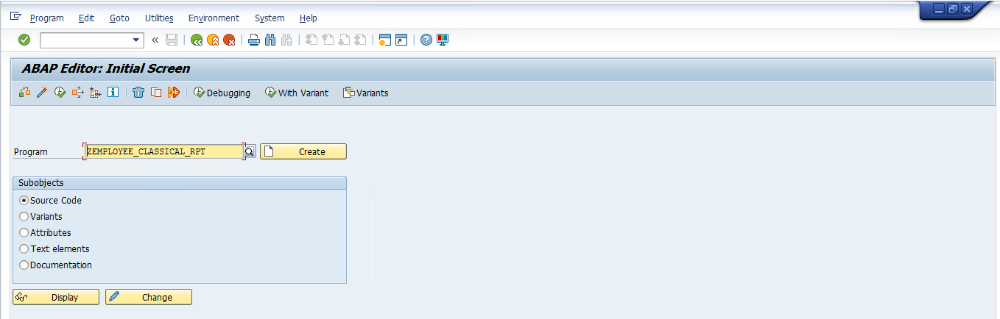 Program Edit Goto Utilities Environment System Help
ABAP Editor: Initial Screen
Debugging With Variant Variants
Program ZEMPLOYEE_CLASSICAL_RPT Create
Subobjects
Source Code
Variants
Attributes
Text elements
Documentation
Display Change